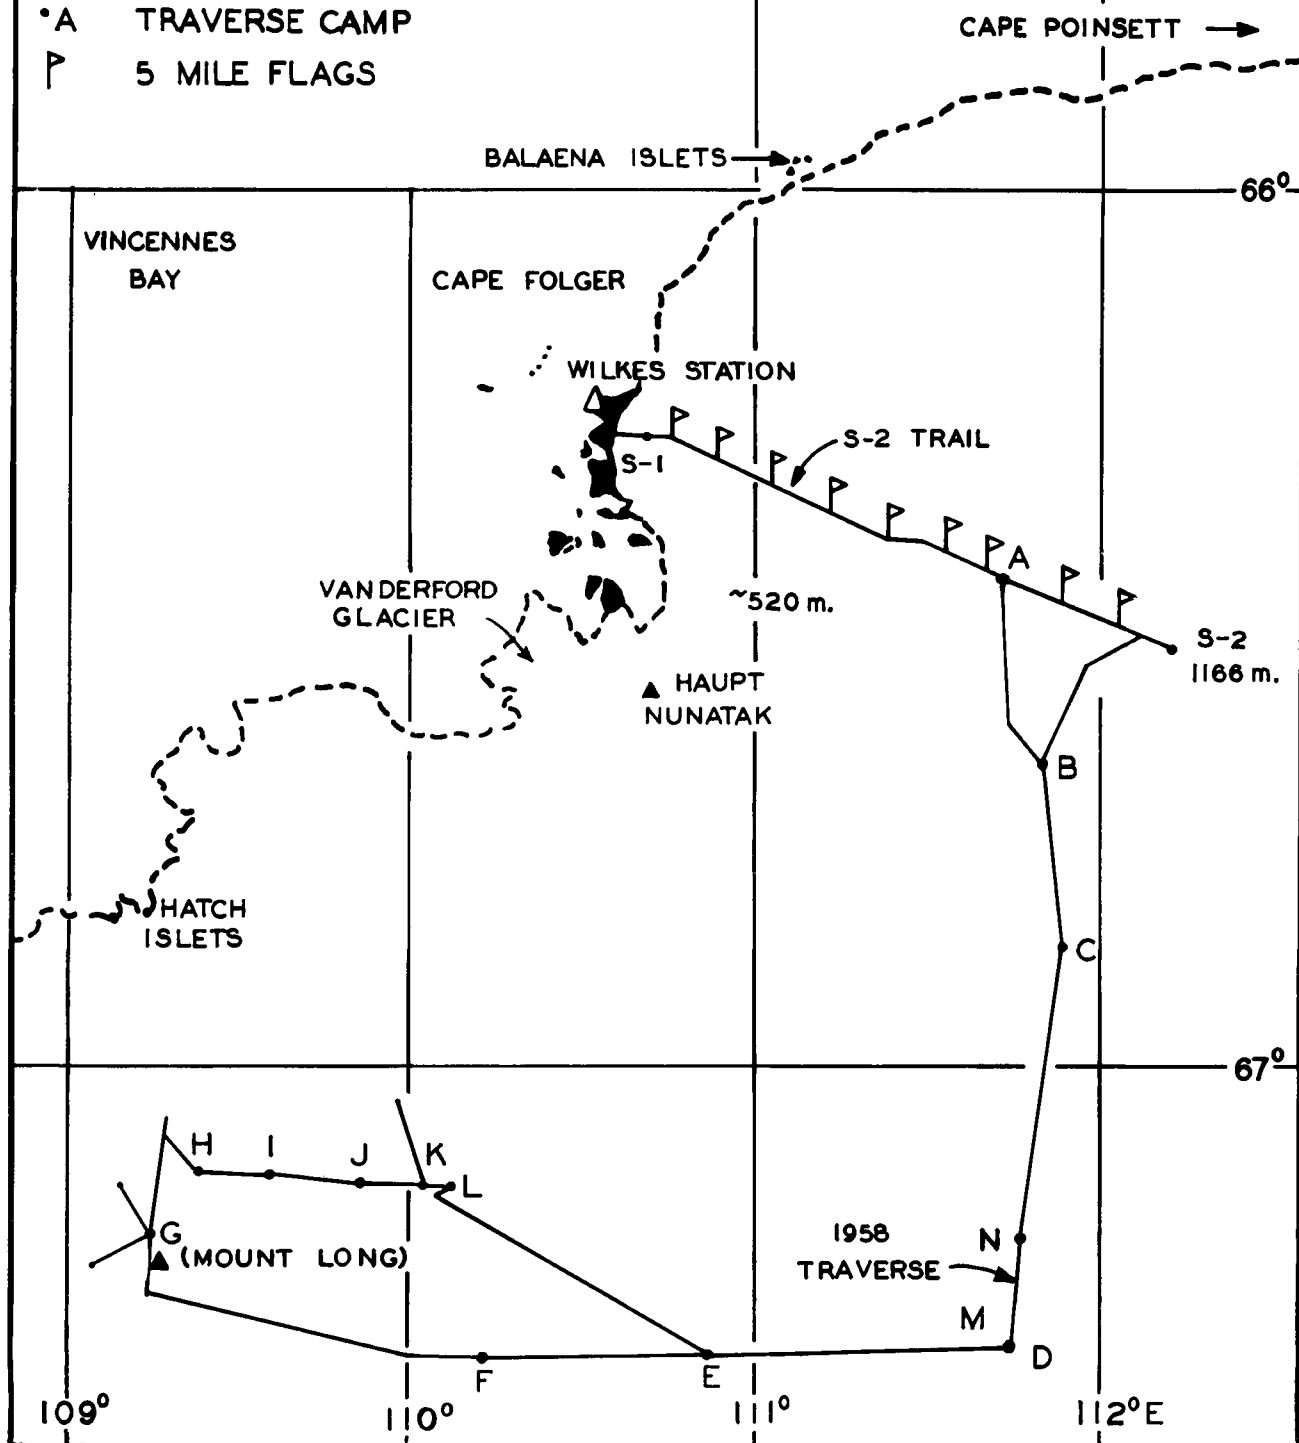 •A TRAVERSE CAMP
5 MILE FLAGS
CAPE POINSETT
BALAENA ISLETS
66°
VINCENNES
BAY
CAPE FOLGER
WILKES STATION
S-2 TRAIL
S-1
A
VANDERFORD
GLACIER
~520 m.
S-2
1166 m.
HAUPT
NUNATAK
B
HATCH
ISLETS
C
67°
H
I
J
K
L
G
(MOUNT LONG)
1958
TRAVERSE
N
M
D
F
E
109°
110°
111°
112° E